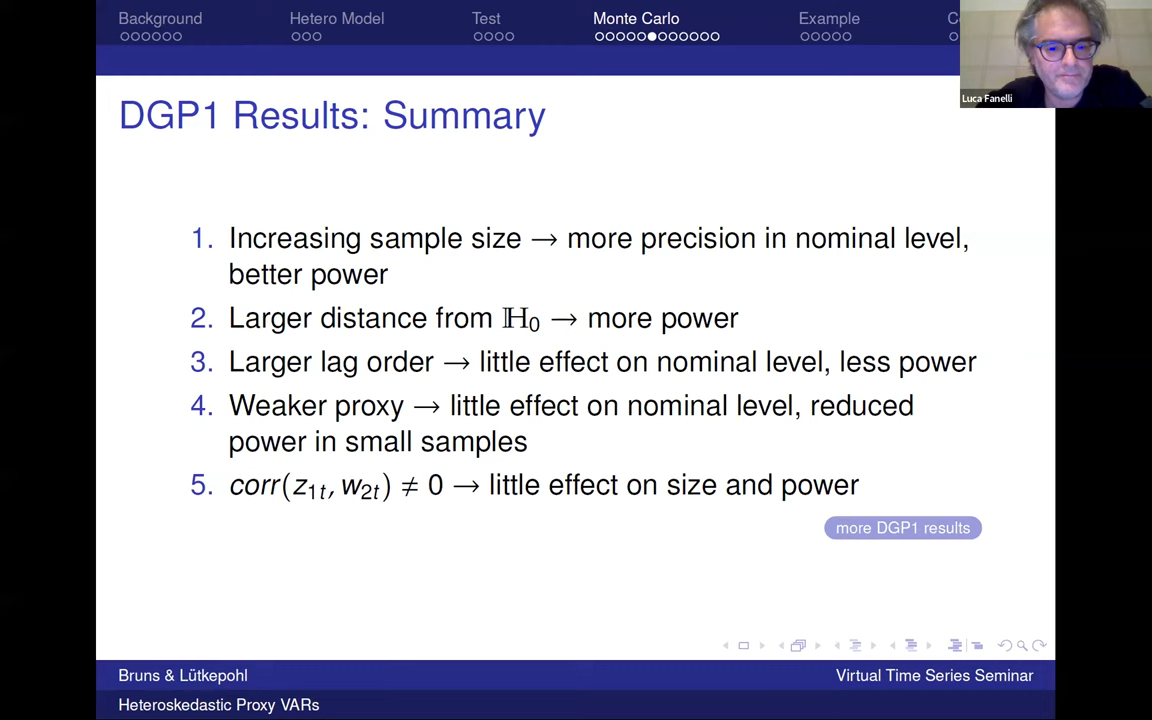 Background Hetero Model Test Monte Carlo Example
Luca Fanelli
DGP1 Results: Summary
1. Increasing sample size → more precision in nominal level,
better power
2. Larger distance from ℍ₀ → more power
3. Larger lag order → little effect on nominal level, less power
4. Weaker proxy → little effect on nominal level, reduced
power in small samples
5. corr(z₁ₜ, w₂ₜ) ≠ 0 → little effect on size and power
more DGP1 results
Bruns & Lütkepohl Virtual Time Series Seminar
Heteroskedastic Proxy VARs